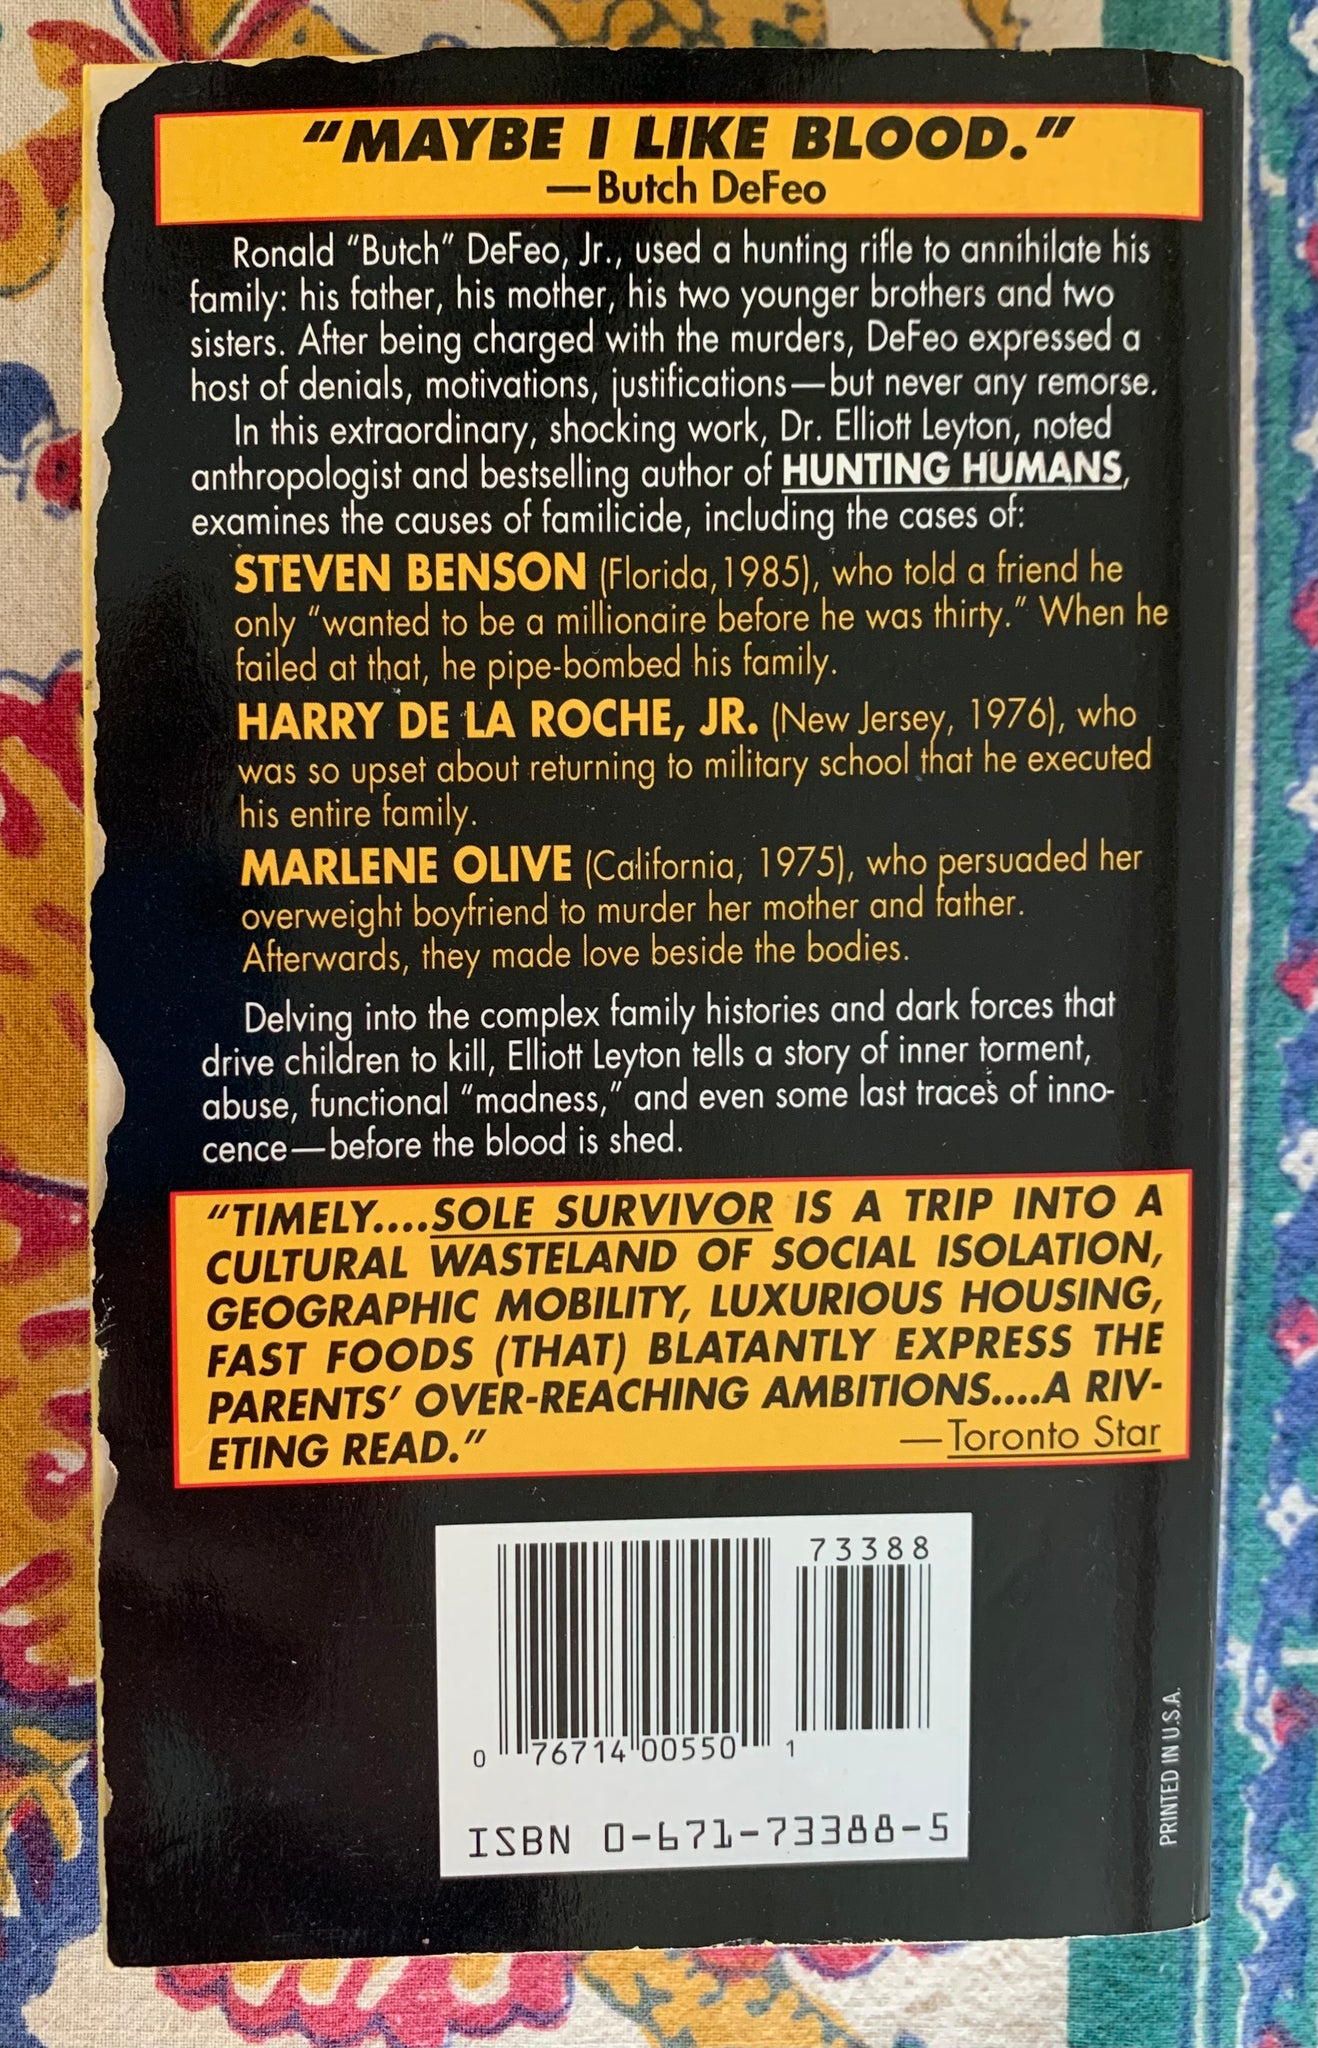 "MAYBE I LIKE BLOOD."
—Butch DeFeo
Ronald "Butch" DeFeo, Jr., used a hunting rifle to annihilate his
family: his father, his mother, his two younger brothers and two
sisters. After being charged with the murders, DeFeo expressed a
host of denials, motivations, justifications—but never any remorse.
In this extraordinary, shocking work, Dr. Elliott Leyton, noted
anthropologist and bestselling author of HUNTING HUMANS,
examines the causes of familicide, including the cases of:
STEVEN BENSON (Florida, 1985), who told a friend he
only "wanted to be a millionaire before he was thirty." When he
failed at that, he pipe-bombed his family.
HARRY DE LA ROCHE, JR. (New Jersey, 1976), who
was so upset about returning to military school that he executed
his entire family.
MARLENE OLIVE (California, 1975), who persuaded her
overweight boyfriend to murder her mother and father.
Afterwards, they made love beside the bodies.
Delving into the complex family histories and dark forces that
drive children to kill, Elliott Leyton tells a story of inner torment,
abuse, functional "madness," and even some last traces of inno-
cence—before the blood is shed.
"TIMELY....SOLE SURVIVOR IS A TRIP INTO A
CULTURAL WASTELAND OF SOCIAL ISOLATION,
GEOGRAPHIC MOBILITY, LUXURIOUS HOUSING,
FAST FOODS (THAT) BLATANTLY EXPRESS THE
PARENTS' OVER-REACHING AMBITIONS....A RIV-
ETING READ."
—Toronto Star
73388
0 76714 00550 1
ISBN 0-671-73388-5
PRINTED IN U.S.A.